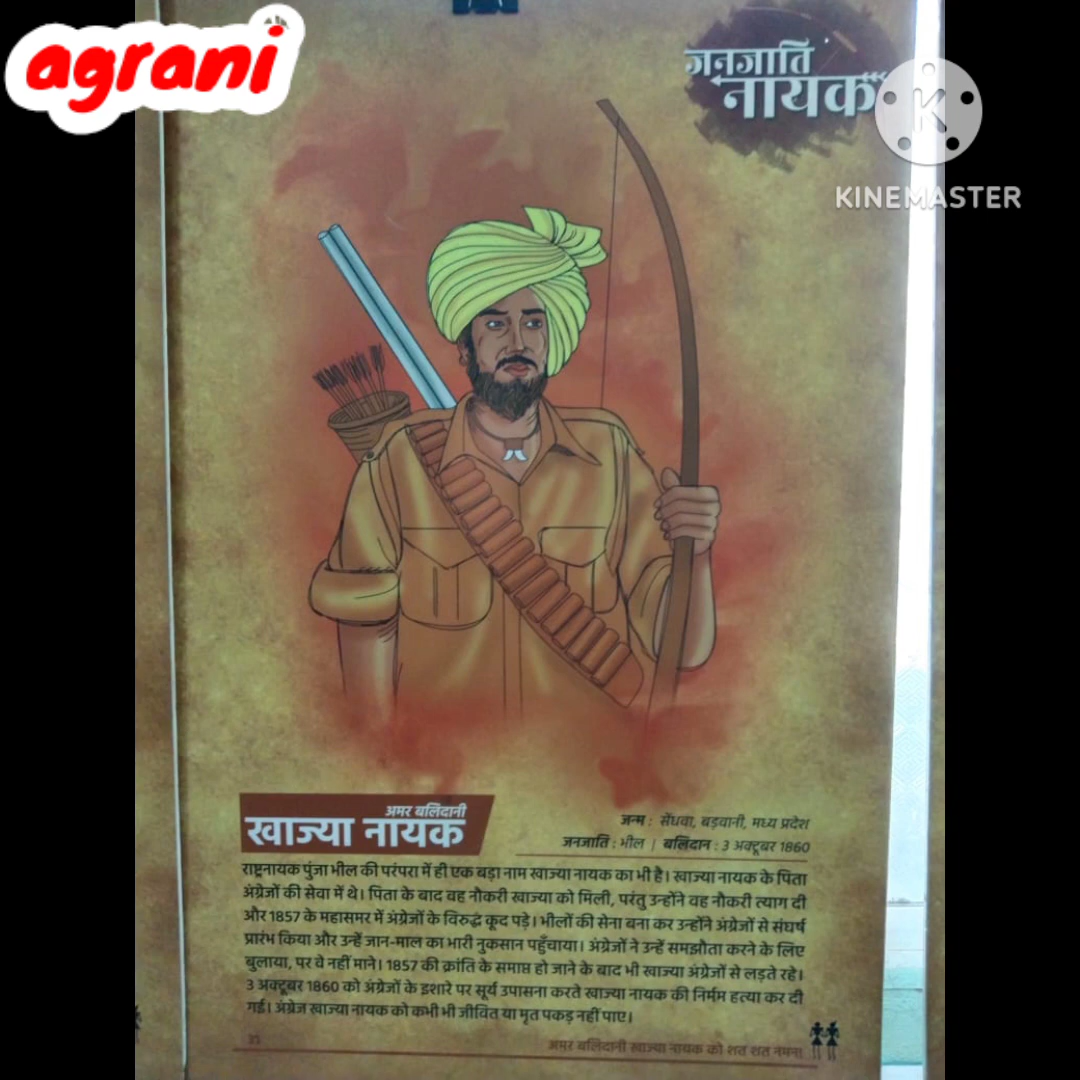 agrani
जनजाति
नायक
K
KINEMASTER
अमर बलिदानी
खाज्या नायक
जन्म : सेंधवा, बड़वानी, मध्य प्रदेश
जनजाति : भील | बलिदान : 3 अक्टूबर 1860
राष्ट्रनायक पुंजा भील की परंपरा में ही एक बड़ा नाम खाज्या नायक का भी है। खाज्या नायक के पिता
अंग्रेजों की सेवा में थे। पिता के बाद वह नौकरी खाज्या को मिली, परंतु उन्होंने वह नौकरी त्याग दी
और 1857 के महासमर में अंग्रेजों के विरुद्ध कूद पड़े। भीलों की सेना बना कर उन्होंने अंग्रेजों से संघर्ष
प्रारंभ किया और उन्हें जान-माल का भारी नुकसान पहुँचाया। अंग्रेजों ने उन्हें समझौता करने के लिए
बुलाया, पर वे नहीं माने। 1857 की क्रांति के समाप्त हो जाने के बाद भी खाज्या अंग्रेजों से लड़ते रहे।
3 अक्टूबर 1860 को अंग्रेजों के इशारे पर सूर्य उपासना करते खाज्या नायक की निर्मम हत्या कर दी
गई। अंग्रेज खाज्या नायक को कभी भी जीवित या मृत पकड़ नहीं पाए।
अमर बलिदानी खाज्या नायक को शत शत नमन!